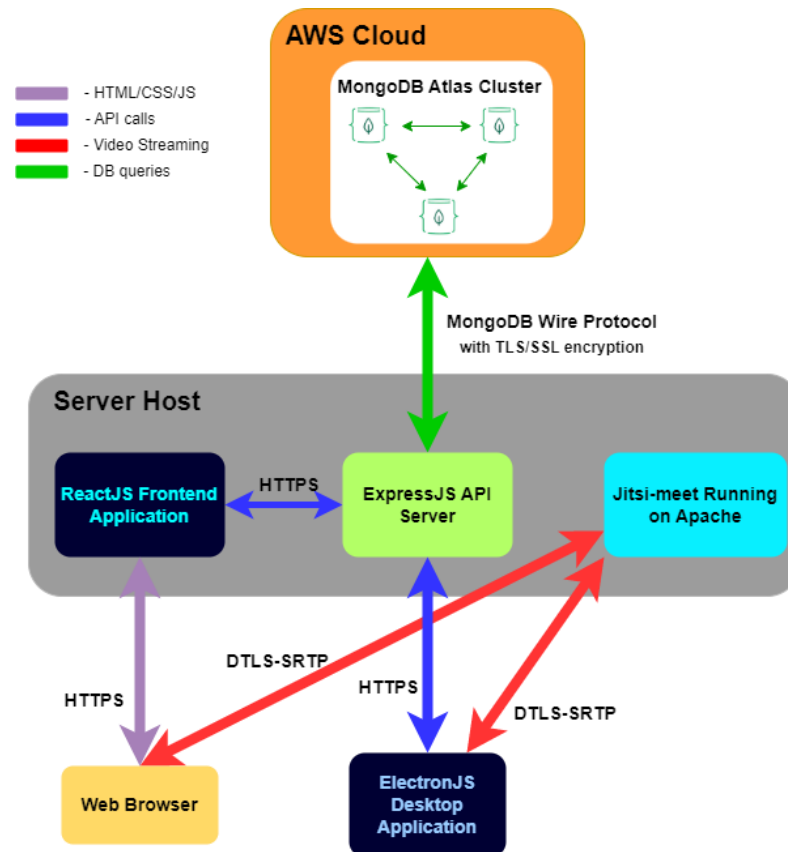 AWS Cloud
MongoDB Atlas Cluster
- HTML/CSS/JS
- API calls
- Video Streaming
- DB queries
MongoDB Wire Protocol
with TLS/SSL encryption
Server Host
ReactJS Frontend
Application
HTTPS
ExpressJS API
Server
Jitsi-meet Running
on Apache
DTLS-SRTP
HTTPS
HTTPS
DTLS-SRTP
Web Browser
ElectronJS
Desktop
Application